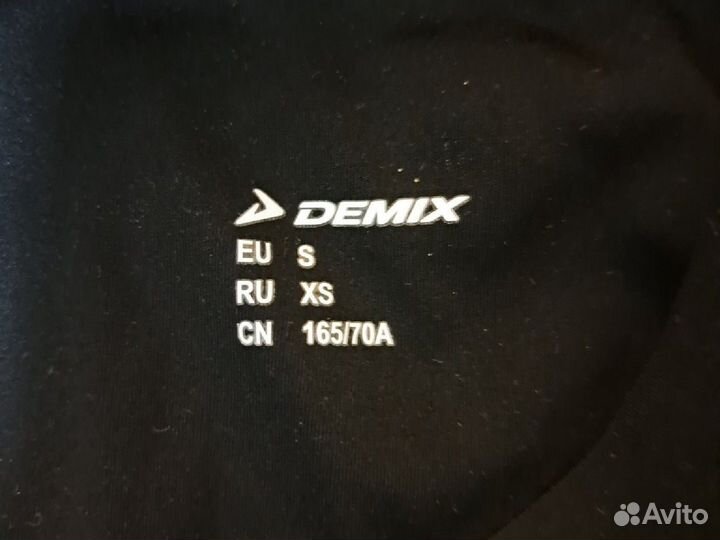 DEMIX
EU S
RU XS
CN 165/70A
Avito